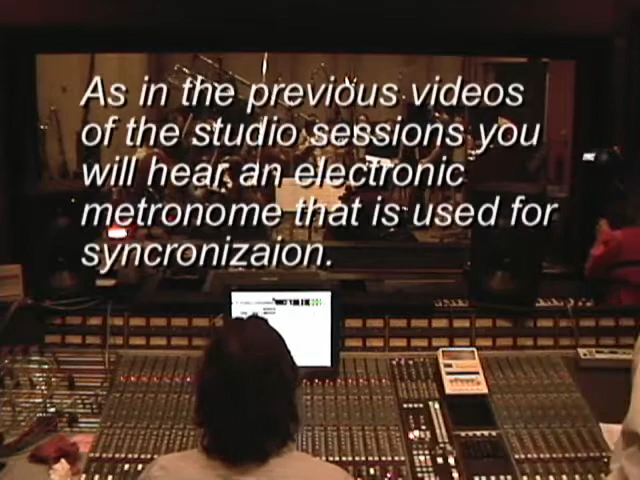 As in the previous videos
of the studio sessions you
will hear an electronic
metronome that is used for
syncronizaion.